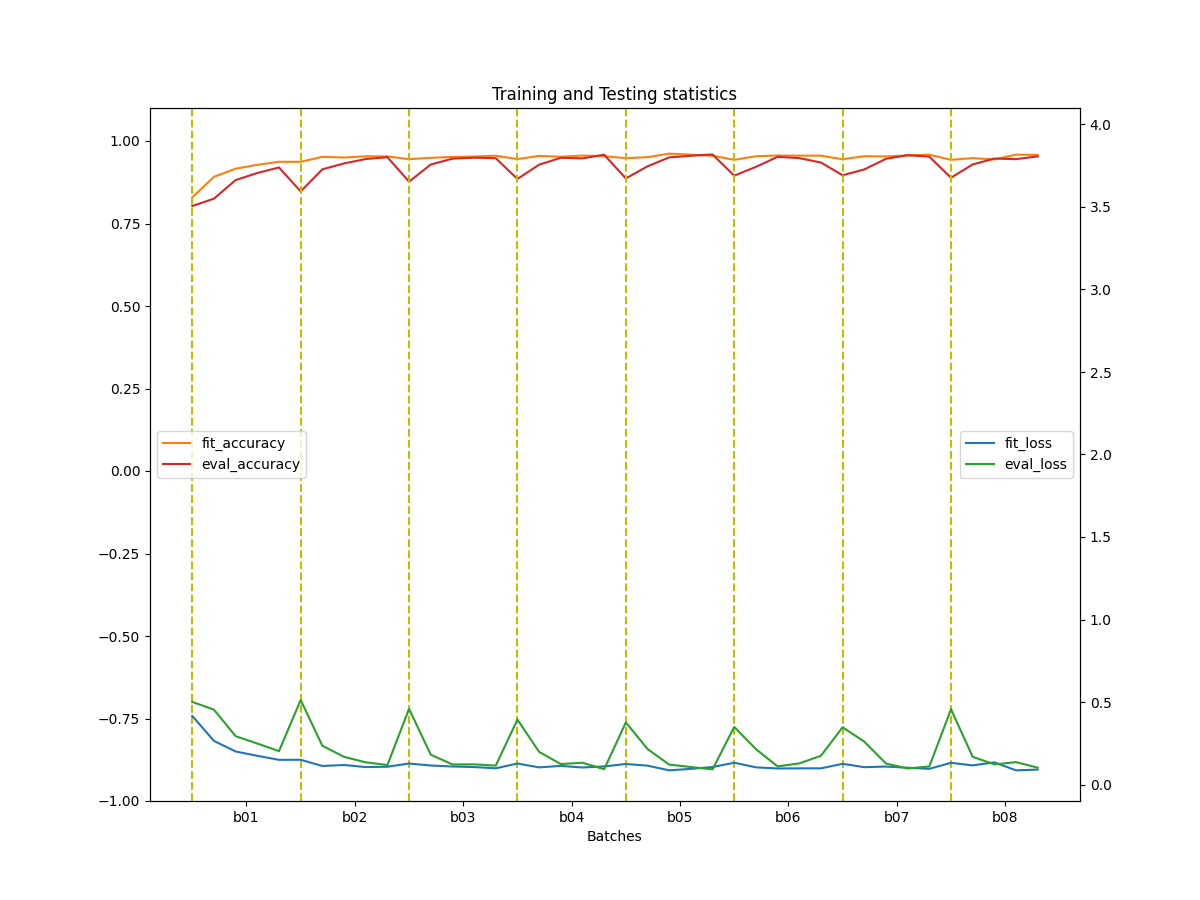 Training and Testing statistics
1.00
0.75
0.50
0.25
0.00
−0.25
−0.50
−0.75
−1.00
fit_accuracy
eval_accuracy
fit_loss
eval_loss
4.0
3.5
3.0
2.5
2.0
1.5
1.0
0.5
0.0
b01 b02 b03 b04 b05 b06 b07 b08
Batches